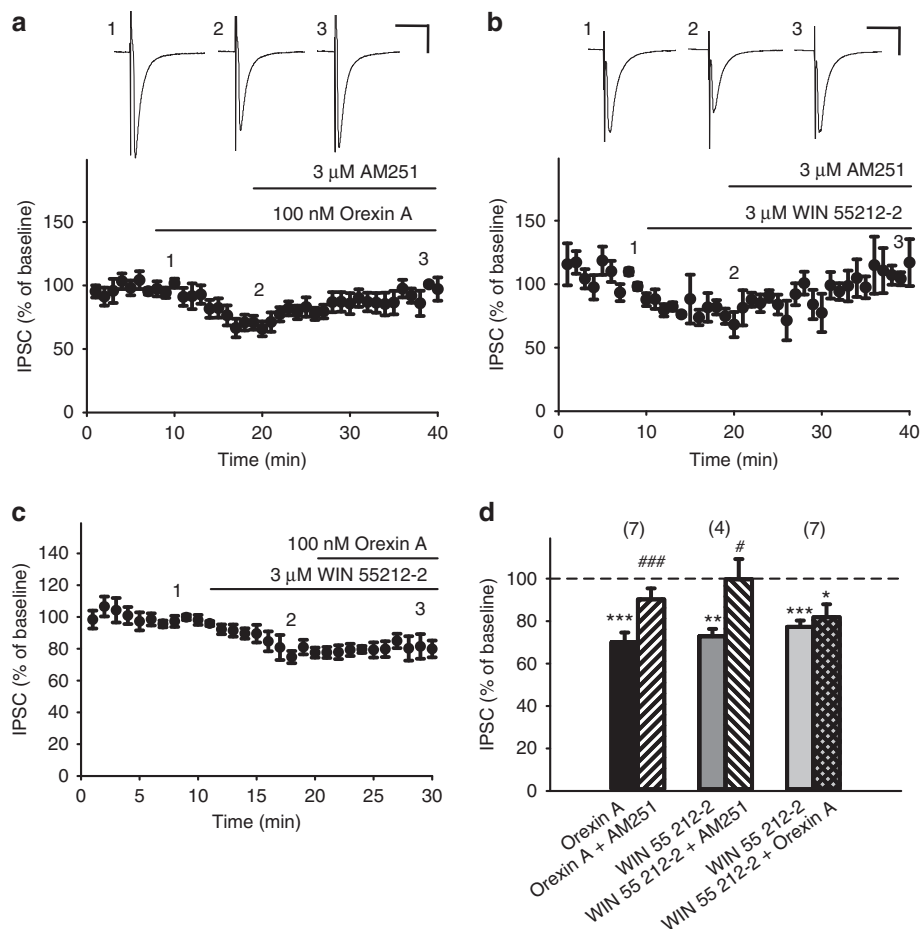 a
1
2
3
3 μM AM251
100 nM Orexin A
1
2
3
150
100
50
0
IPSC (% of baseline)
0 10 20 30 40
Time (min)
b
1
2
3
3 μM AM251
3 μM WIN 55212-2
1
2
3
150
100
50
0
IPSC (% of baseline)
0 10 20 30 40
Time (min)
c
100 nM Orexin A
3 μM WIN 55212-2
1
2
3
140
120
100
80
60
40
20
0
IPSC (% of baseline)
0 5 10 15 20 25 30
Time (min)
d
(7) (4) (7)
### #
*** ** *** *
100
80
60
40
20
0
IPSC (% of baseline)
Orexin A
Orexin A + AM251
WIN 55 212-2
WIN 55 212-2 + AM251
WIN 55 212-2
WIN 55 212-2 + Orexin A